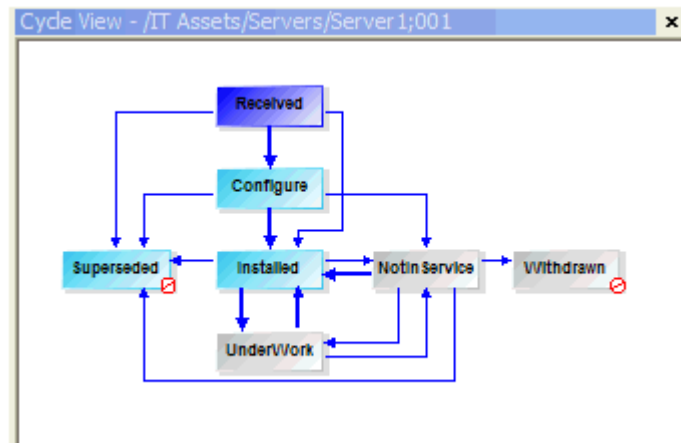 Cycle View - /IT Assets/Servers/Server1;001
Received
Configure
Superseded
Installed
NotInService
Withdrawn
UnderWork